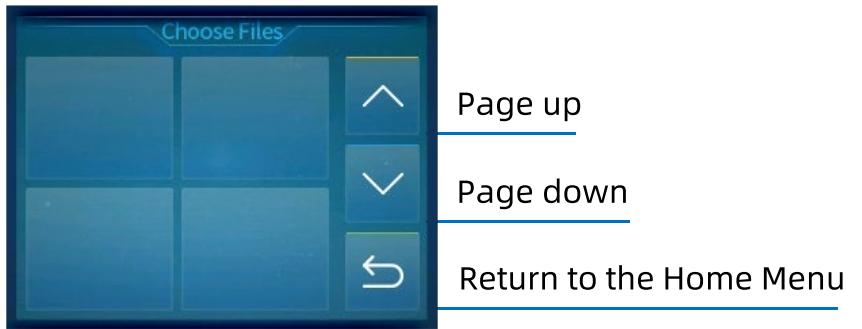 Choose Files
Page up
Page down
Return to the Home Menu